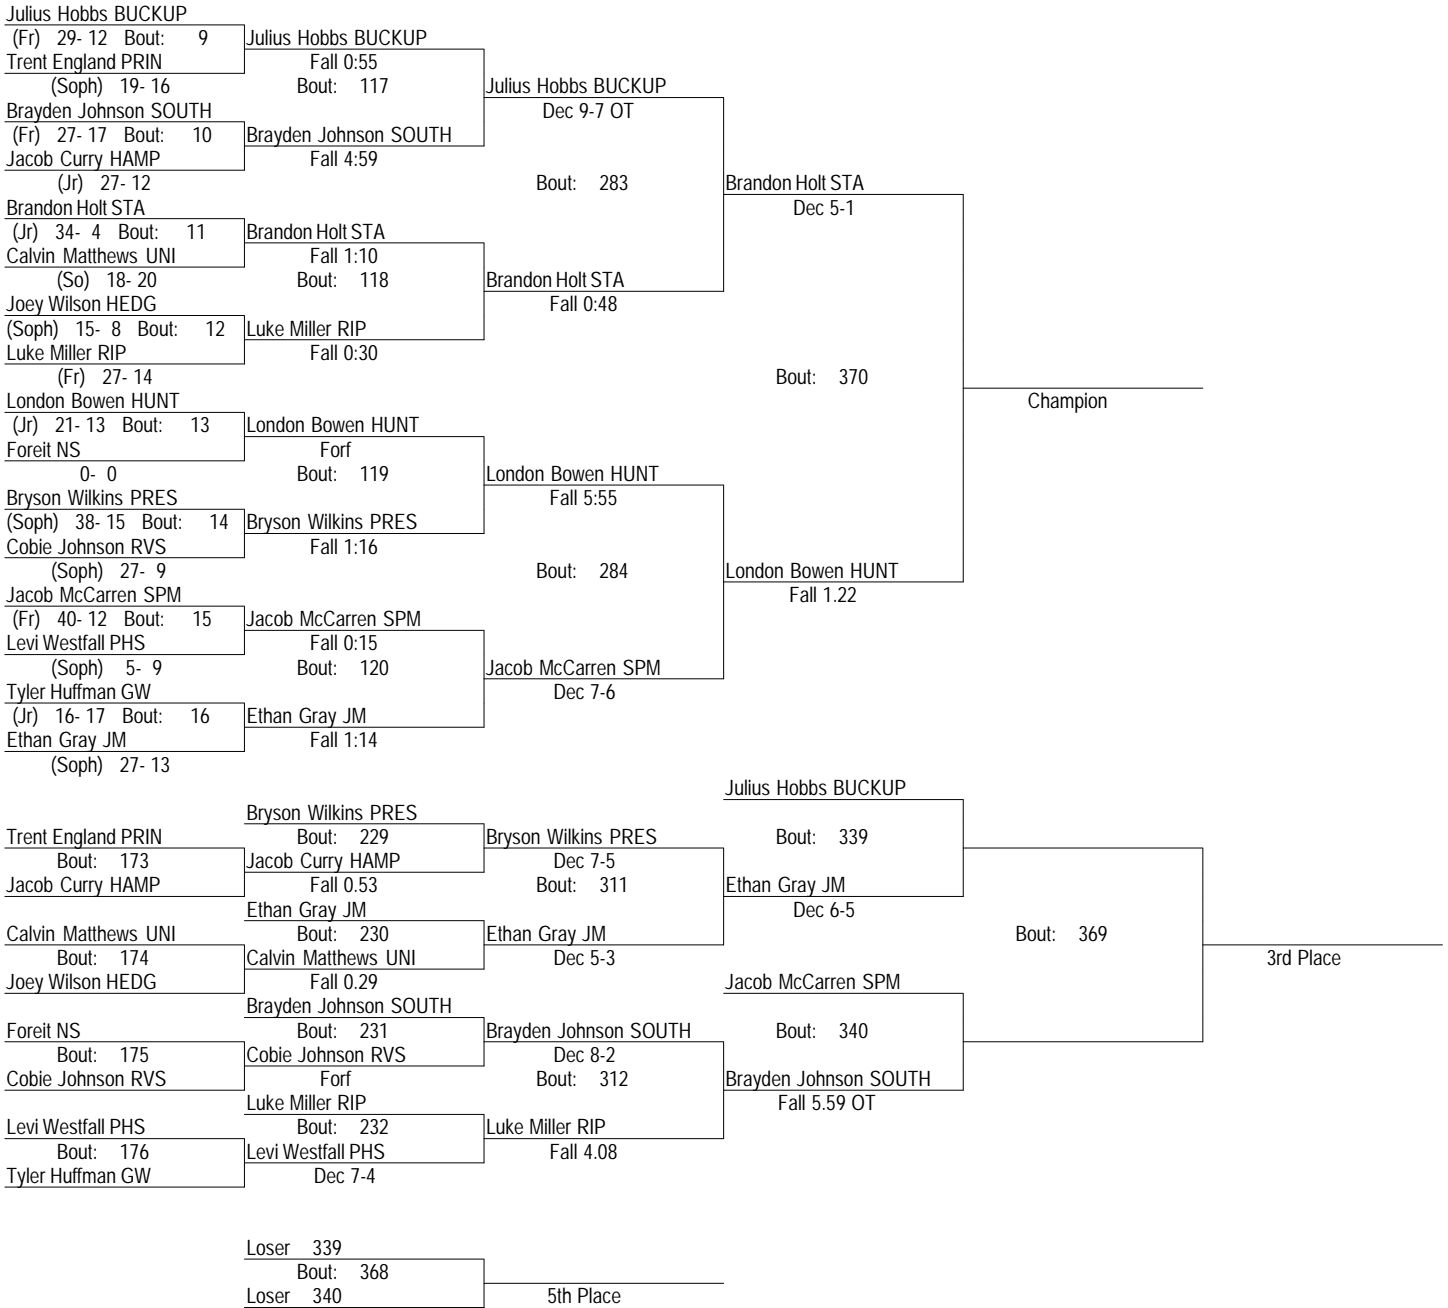 Julius Hobbs BUCKUP
(Fr) 29- 12 Bout: 9 Julius Hobbs BUCKUP
Trent England PRIN Fall 0:55
(Soph) 19- 16 Bout: 117 Julius Hobbs BUCKUP
Brayden Johnson SOUTH Dec 9-7 OT
(Fr) 27- 17 Bout: 10 Brayden Johnson SOUTH
Jacob Curry HAMP Fall 4:59
(Jr) 27- 12 Bout: 283 Brandon Holt STA
Brandon Holt STA Dec 5-1
(Jr) 34- 4 Bout: 11 Brandon Holt STA
Calvin Matthews UNI Fall 1:10
(So) 18- 20 Bout: 118 Brandon Holt STA
Joey Wilson HEDG Fall 0:48
(Soph) 15- 8 Bout: 12 Luke Miller RIP
Luke Miller RIP Fall 0:30
(Fr) 27- 14 Bout: 370
London Bowen HUNT Champion
(Jr) 21- 13 Bout: 13 London Bowen HUNT
Foreit NS Forf
0- 0 Bout: 119 London Bowen HUNT
Bryson Wilkins PRES Fall 5:55
(Soph) 38- 15 Bout: 14 Bryson Wilkins PRES
Cobie Johnson RVS Fall 1:16
(Soph) 27- 9 Bout: 284 London Bowen HUNT
Jacob McCarren SPM Fall 1.22
(Fr) 40- 12 Bout: 15 Jacob McCarren SPM
Levi Westfall PHS Fall 0:15
(Soph) 5- 9 Bout: 120 Jacob McCarren SPM
Tyler Huffman GW Dec 7-6
(Jr) 16- 17 Bout: 16 Ethan Gray JM
Ethan Gray JM Fall 1:14
(Soph) 27- 13
Julius Hobbs BUCKUP
Bryson Wilkins PRES
Trent England PRIN Bout: 229 Bryson Wilkins PRES Bout: 339
Bout: 173 Jacob Curry HAMP Dec 7-5
Jacob Curry HAMP Fall 0.53 Bout: 311 Ethan Gray JM
Ethan Gray JM Dec 6-5
Calvin Matthews UNI Bout: 230 Ethan Gray JM Bout: 369
Bout: 174 Calvin Matthews UNI Dec 5-3 3rd Place
Joey Wilson HEDG Fall 0.29 Jacob McCarren SPM
Brayden Johnson SOUTH
Foreit NS Bout: 231 Brayden Johnson SOUTH Bout: 340
Bout: 175 Cobie Johnson RVS Dec 8-2
Cobie Johnson RVS Forf Bout: 312 Brayden Johnson SOUTH
Luke Miller RIP Fall 5.59 OT
Levi Westfall PHS Bout: 232 Luke Miller RIP
Bout: 176 Levi Westfall PHS Fall 4.08
Tyler Huffman GW Dec 7-4
Loser 339
Bout: 368
Loser 340 5th Place